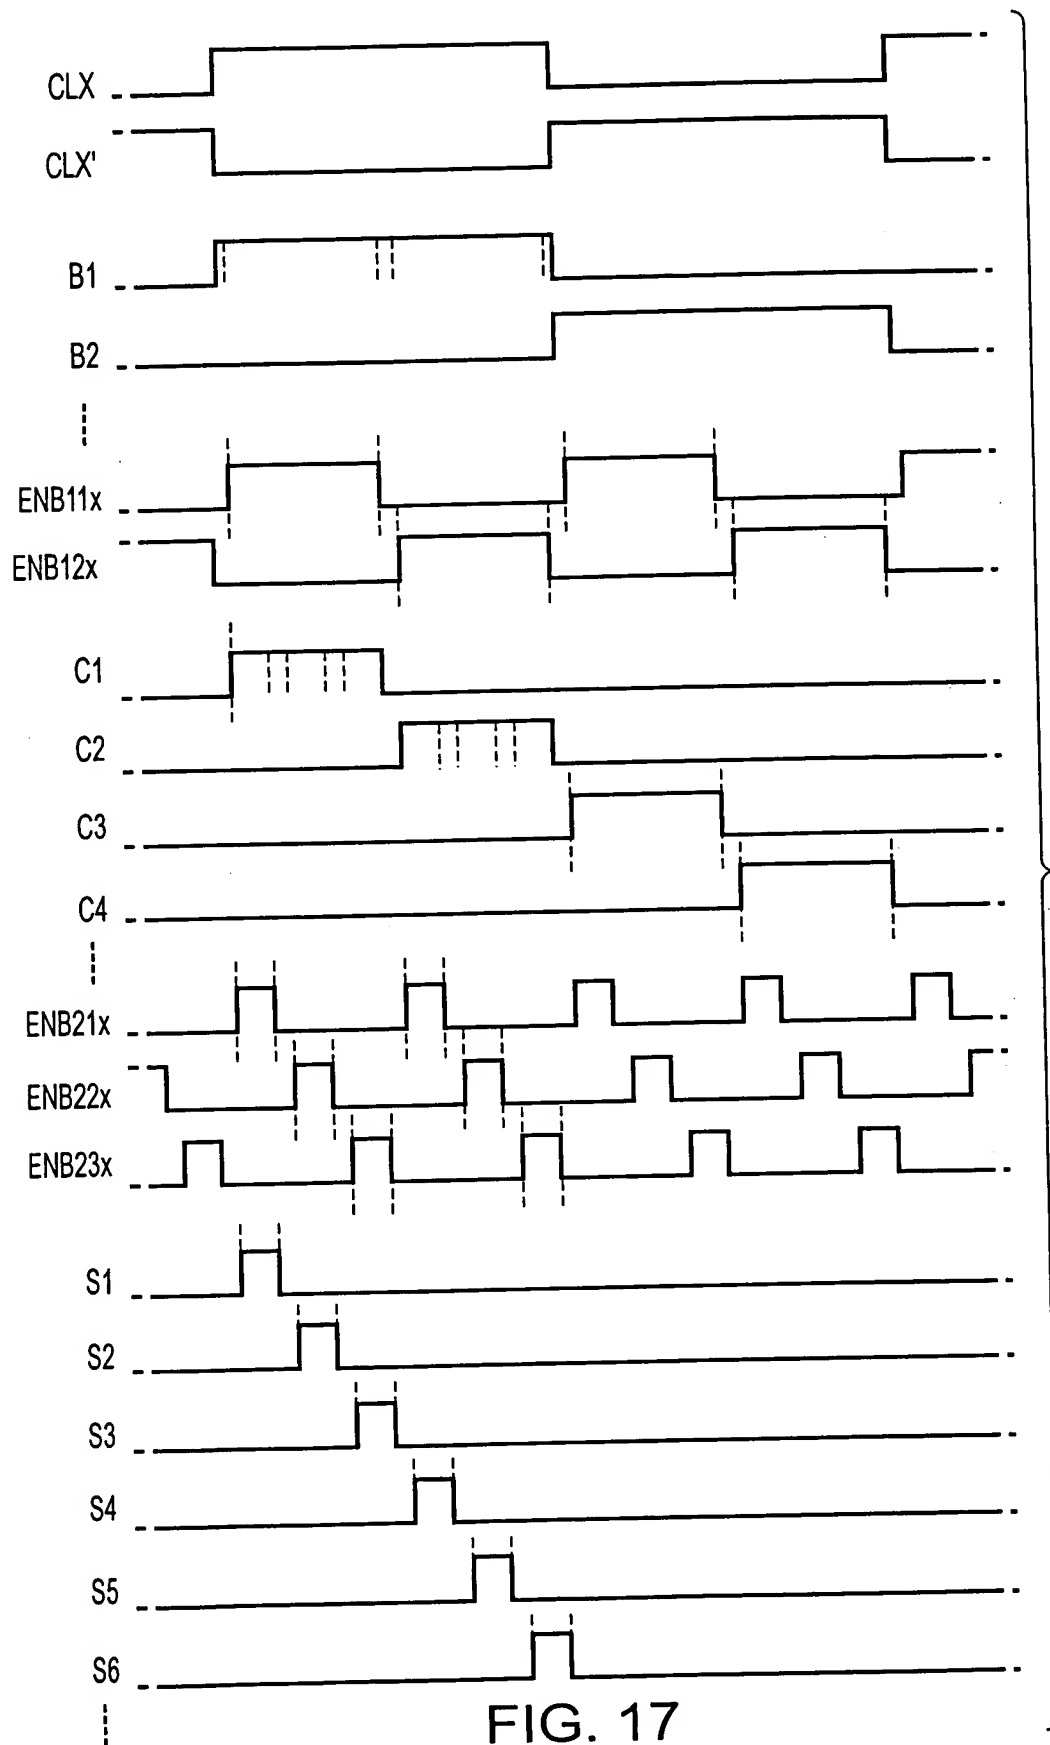 CLX
CLX'
B1
B2
ENB11x
ENB12x
C1
C2
C3
C4
ENB21x
ENB22x
ENB23x
S1
S2
S3
S4
S5
S6
FIG. 17